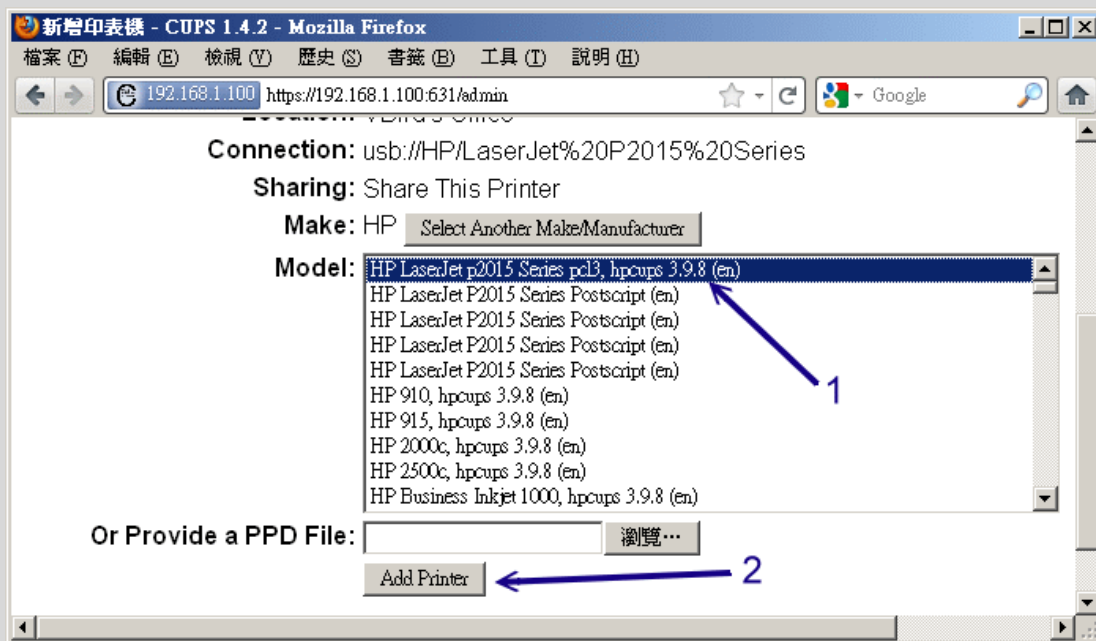 新增印表機 - CUPS 1.4.2 - Mozilla Firefox
檔案(F) 編輯(E) 檢視(V) 歷史(S) 書籤(B) 工具(T) 說明(H)
192.168.1.100 https://192.168.1.100:631/admin Google
Location: VBird's Office
Connection: usb://HP/LaserJet%20P2015%20Series
Sharing: Share This Printer
Make: HP Select Another Make/Manufacturer
Model: HP LaserJet p2015 Series pcl3, hpcups 3.9.8 (en)
HP LaserJet P2015 Series Postscript (en)
HP LaserJet P2015 Series Postscript (en)
HP LaserJet P2015 Series Postscript (en)
HP LaserJet P2015 Series Postscript (en)
HP 910, hpcups 3.9.8 (en)
1
HP 915, hpcups 3.9.8 (en)
HP 2000c, hpcups 3.9.8 (en)
HP 2500c, hpcups 3.9.8 (en)
HP Business Inkjet 1000, hpcups 3.9.8 (en)
Or Provide a PPD File: 瀏覽…
Add Printer 2